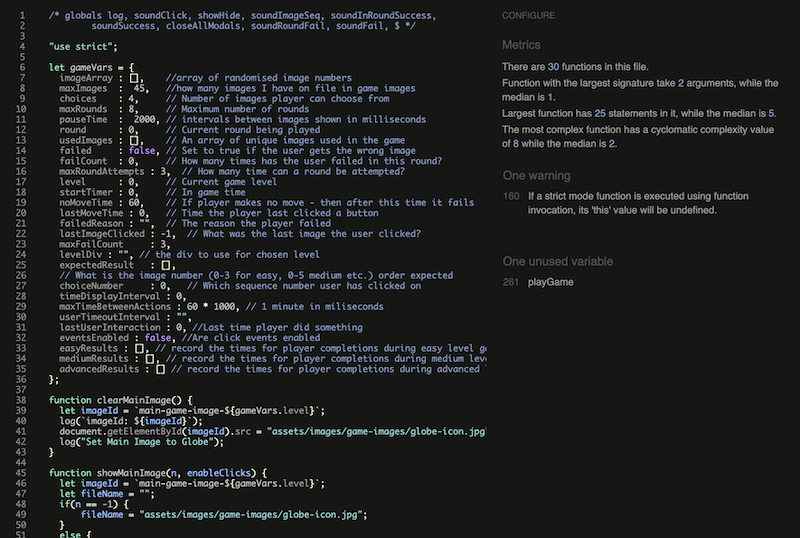 1 /* globals log, soundClick, showHide, soundImageSeq, soundInRoundSuccess,
2 soundSuccess, closeAllModals, soundRoundFail, soundFail, $ */
3
4 "use strict";
5
6 let gameVars = {
7 imageArray : [], //array of randomised image numbers
8 maxImages : 45, //how many images I have on file in game images
9 choices : 4, // Number of images player can choose from
10 maxRounds : 8, // Maximum number of rounds
11 pauseTime : 2000, // intervals between images shown in milliseconds
12 round : 0, // Current round being played
13 usedImages : [], // An array of unique images used in the game
14 failed : false, // Set to true if the user gets the wrong image
15 failCount : 0, // How many times has the user failed in this round?
16 maxRoundAttempts : 3, // How many time can a round be attempted?
17 level : 0, // Current game level
18 startTimer : 0, // In game time
19 noMoveTime : 60, // If player makes no move - then after this time it fails
20 lastMoveTime : 0, // Time the player last clicked a button
21 failedReason : "", // The reason the player failed
22 lastImageClicked : -1, // What was the last image the user clicked?
23 maxFailCount : 3,
24 levelDiv : "", // the div to use for chosen level
25 expectedResult : [],
26 // What is the image number (0-3 for easy, 0-5 medium etc.) order expected
27 choiceNumber : 0, // Which sequence number user has clicked on
28 timeDisplayInterval : 0,
29 maxTimeBetweenActions : 60 * 1000, // 1 minute in miliseconds
30 userTimeoutInterval : "",
31 lastUserInteraction : 0, //Last time player did something
32 eventsEnabled : false, //Are click events enabled
33 easyResults : [], // record the times for player completions during easy level g
34 mediumResults : [], // record the times for player completions during medium leve
35 advancedResults : [] // record the times for player completions during advanced
36 };
37
38 function clearMainImage() {
39 let imageId = `main-game-image-${gameVars.level}`;
40 log(`imageId: ${imageId}`);
41 document.getElementById(imageId).src = "assets/images/game-images/globe-icon.jpg"
42 log("Set Main Image to Globe");
43 }
44
45 function showMainImage(n, enableClicks) {
46 let imageId = `main-game-image-${gameVars.level}`;
47 let fileName = "";
48 if(n == -1) {
49 fileName = "assets/images/game-images/globe-icon.jpg";
50 }
51 else {
CONFIGURE
Metrics
There are 30 functions in this file.
Function with the largest signature take 2 arguments, while the
median is 1.
Largest function has 25 statements in it, while the median is 5.
The most complex function has a cyclomatic complexity value
of 8 while the median is 2.
One warning
160 If a strict mode function is executed using function
invocation, its 'this' value will be undefined.
One unused variable
261 playGame